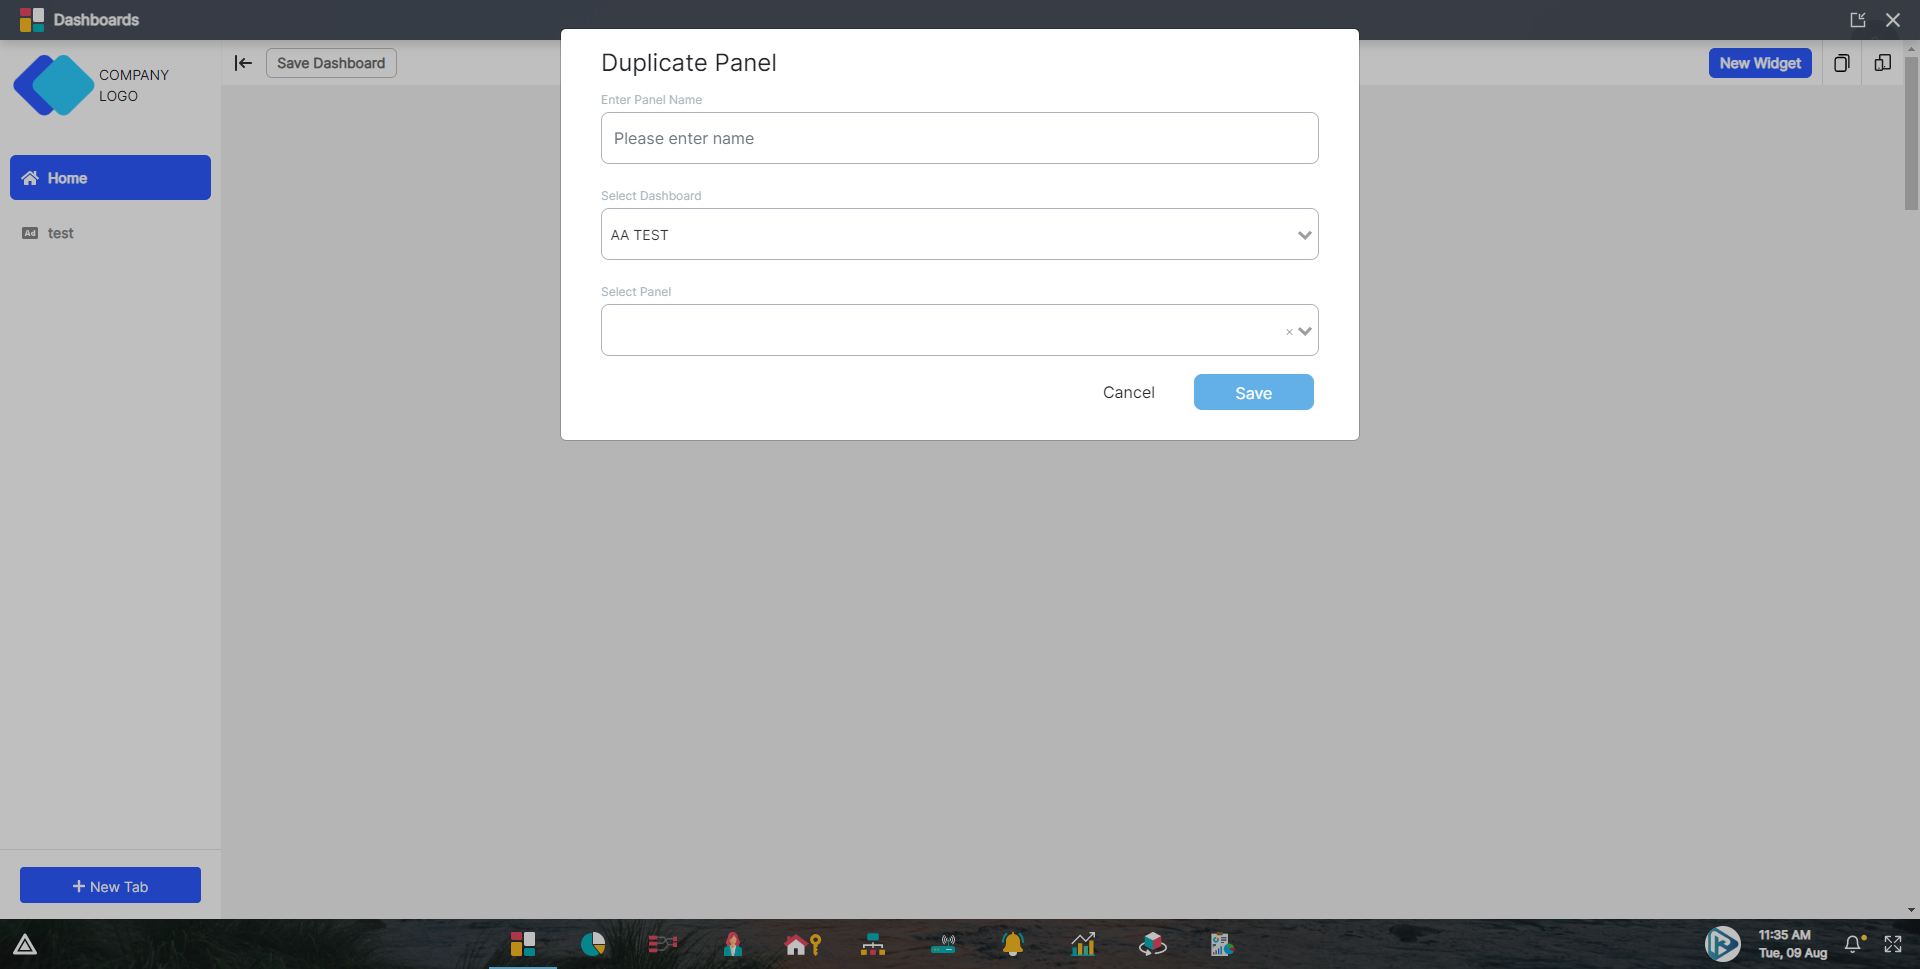 Dashboards
COMPANY
LOGO
Save Dashboard
New Widget
Home
Ad test
Duplicate Panel
Enter Panel Name
Please enter name
Select Dashboard
AA TEST
Select Panel
×
Cancel
Save
+ New Tab
11:35 AM
Tue, 09 Aug